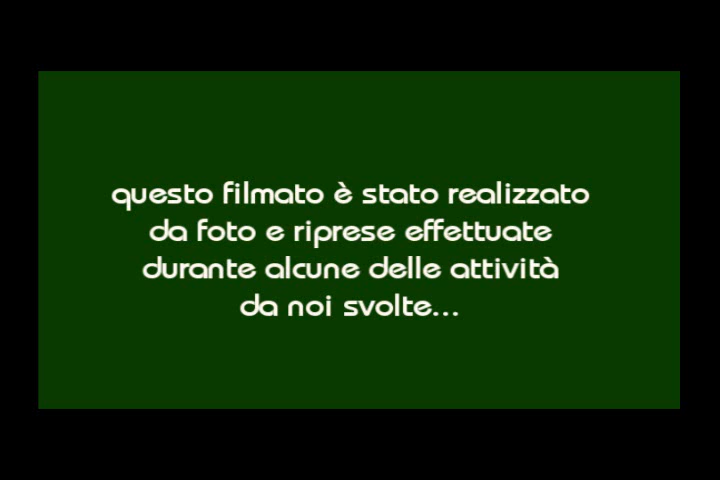 questo filmato è stato realizzato
da foto e riprese effettuate
durante alcune delle attività
da noi svolte...